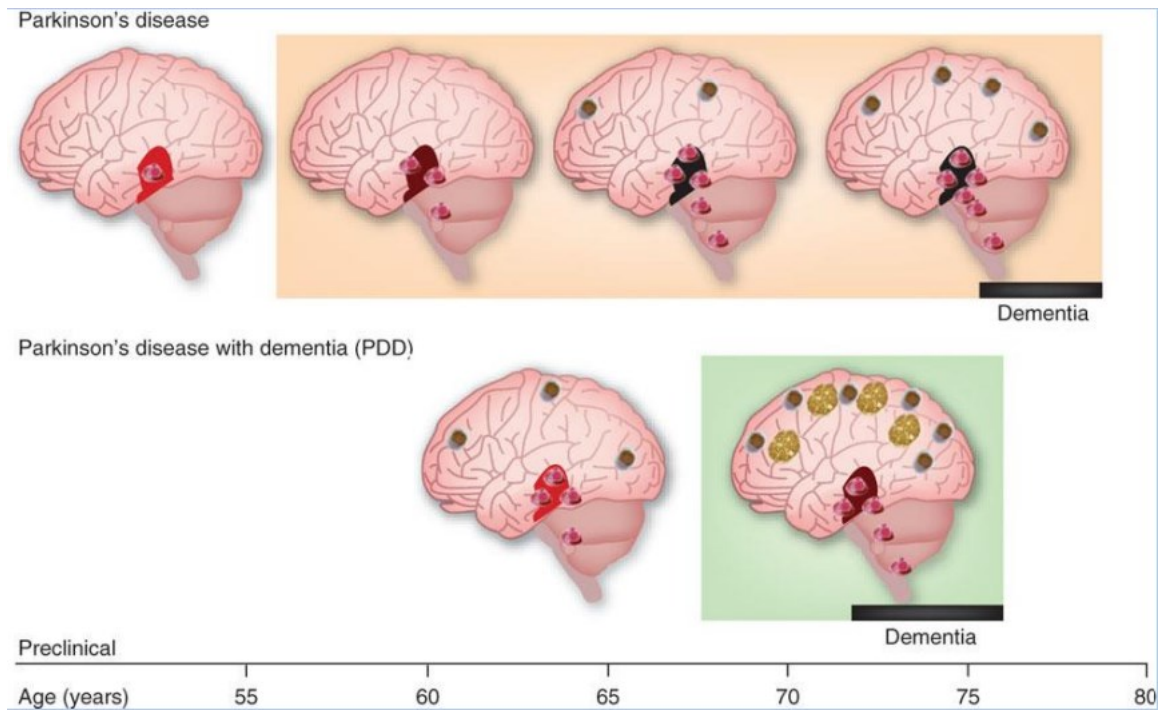 Parkinson's disease
Dementia
Parkinson's disease with dementia (PDD)
Dementia
Preclinical
Age (years) 55 60 65 70 75 80